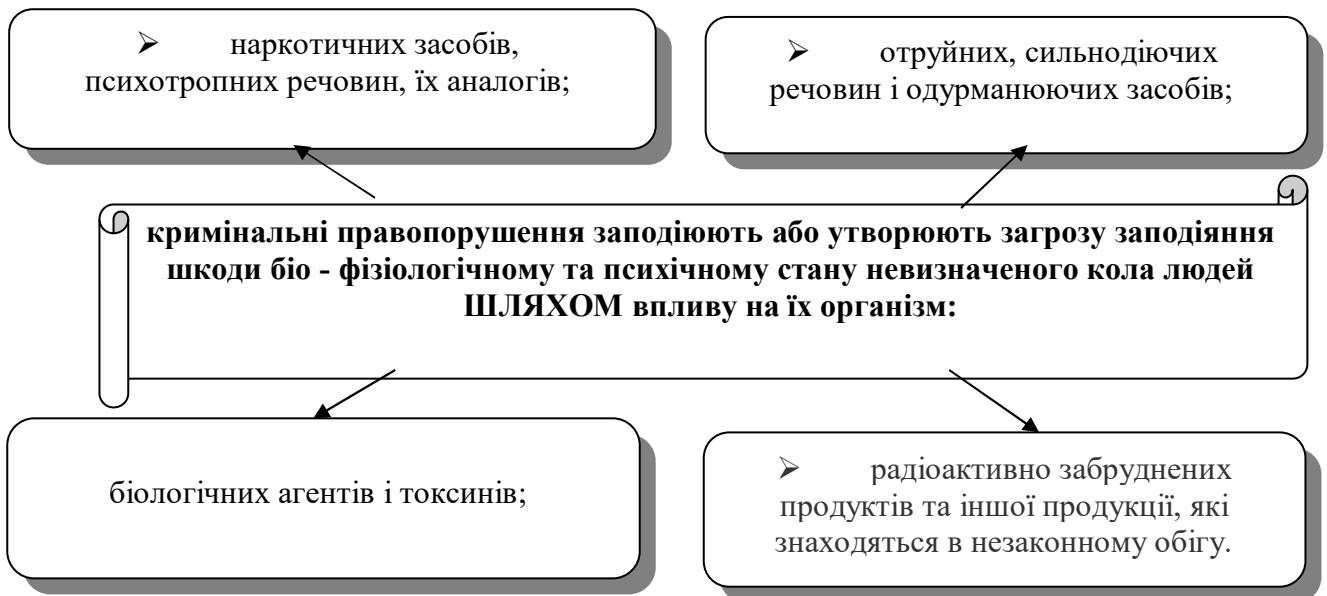 ➢ наркотичних засобів,
психотропних речовин, їх аналогів;
➢ отруйних, сильнодіючих
речовин і одурманюючих засобів;
кримінальні правопорушення заподіюють або утворюють загрозу заподіяння
шкоди біо - фізіологічному та психічному стану невизначеного кола людей
ШЛЯХОМ впливу на їх організм:
біологічних агентів і токсинів;
➢ радіоактивно забруднених
продуктів та іншої продукції, які
знаходяться в незаконному обігу.